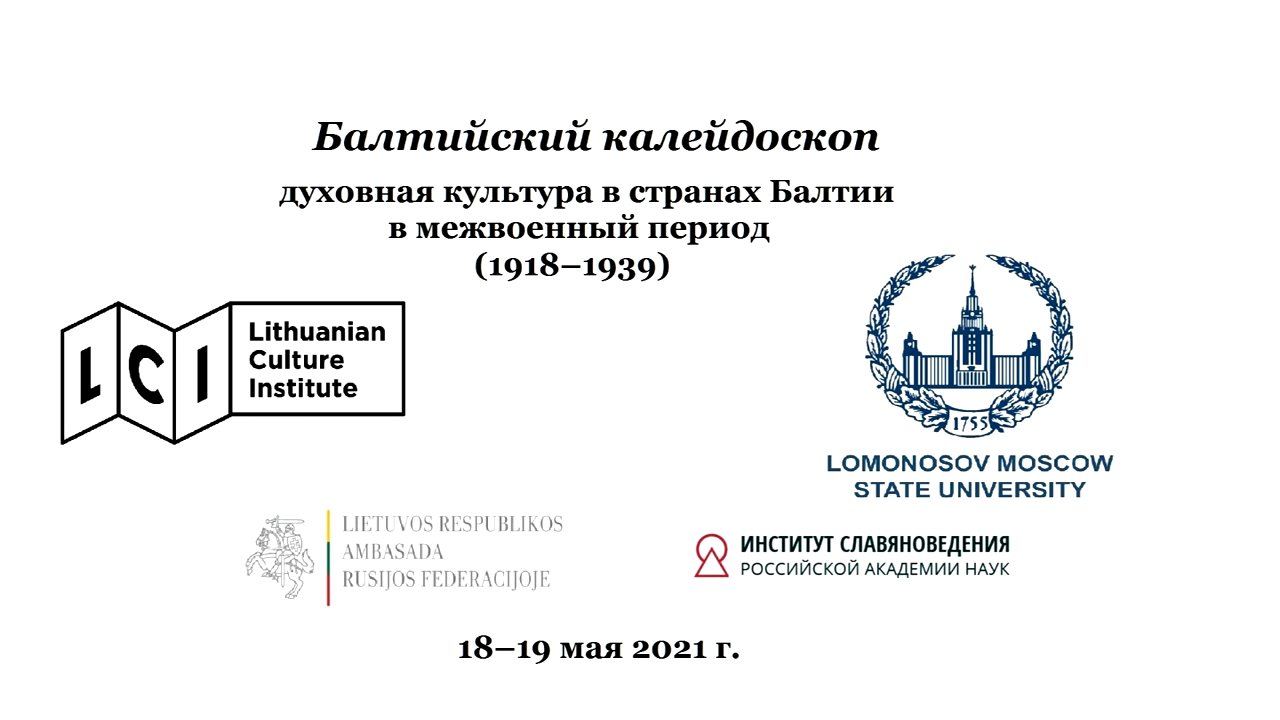 Балтийский калейдоскоп
духовная культура в странах Балтии
в межвоенный период
(1918–1939)
LCI
Lithuanian
Culture
Institute
1755
LOMONOSOV MOSCOW
STATE UNIVERSITY
LIETUVOS RESPUBLIKOS
AMBASADA
RUSIJOS FEDERACIJOJE
ИНСТИТУТ СЛАВЯНОВЕДЕНИЯ
РОССИЙСКОЙ АКАДЕМИИ НАУК
18–19 мая 2021 г.